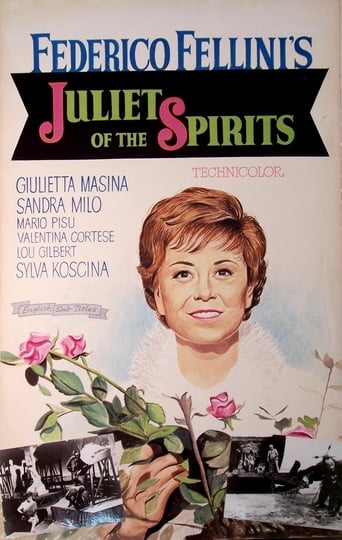 FEDERICO FELLINI'S
JULIET
OF THE SPIRITS
TECHNICOLOR
GIULIETTA MASINA
SANDRA MILO
MARIO PISU
VALENTINA CORTESE
LOU GILBERT
SYLVA KOSCINA
English Sub-Titles